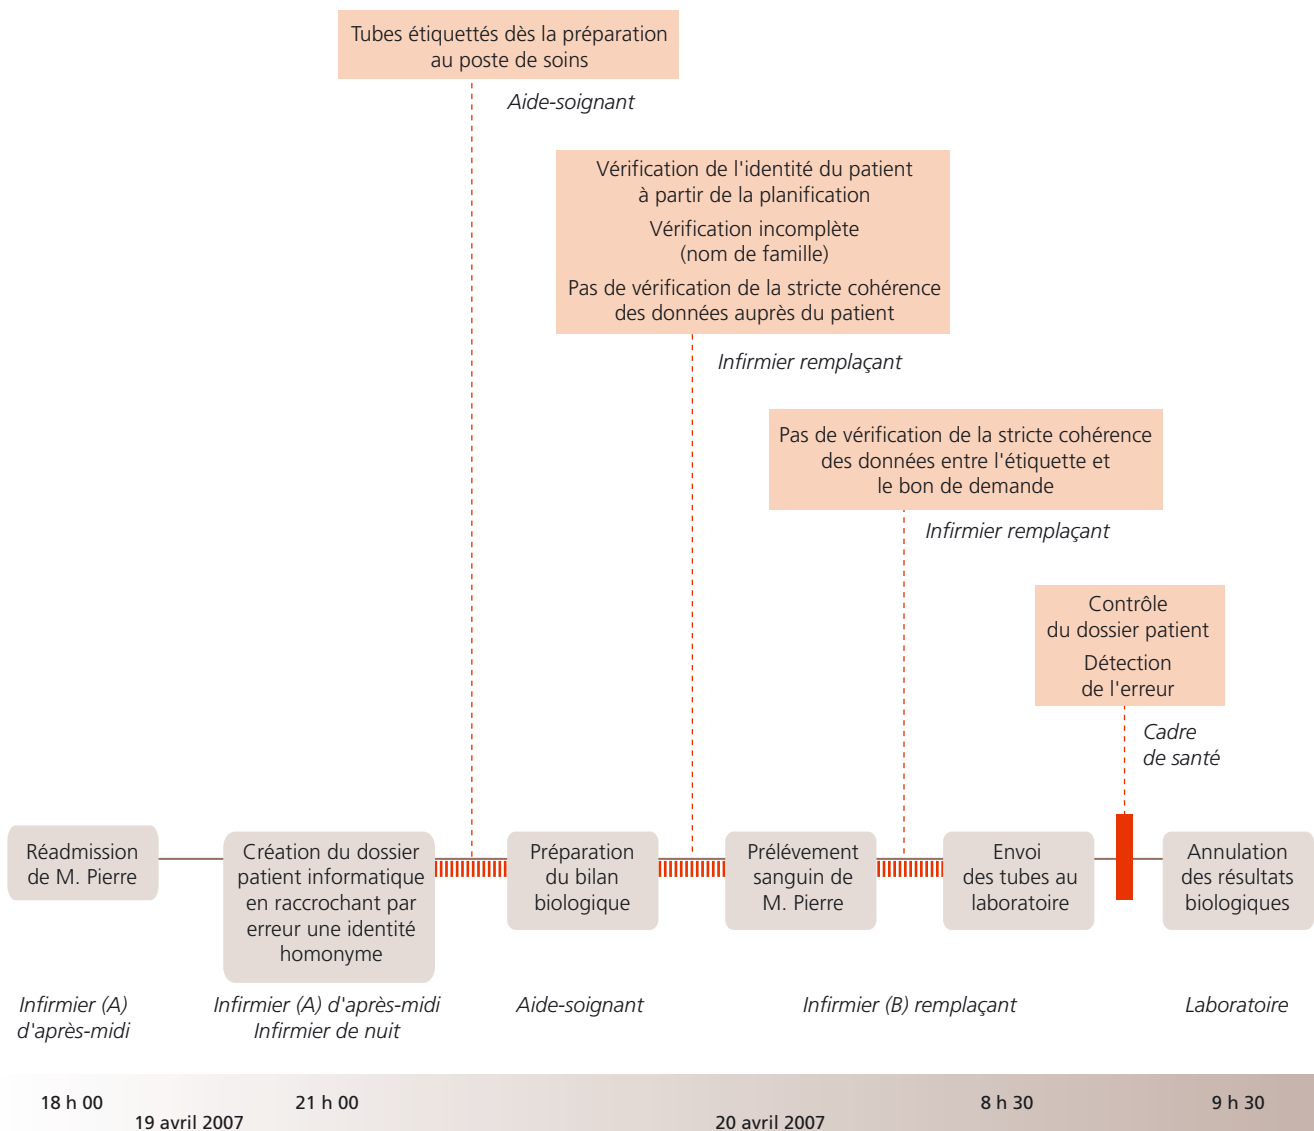 Tubes étiquettés dès la préparation
au poste de soins
Aide-soignant
Vérification de l'identité du patient
à partir de la planification
Vérification incomplète
(nom de famille)
Pas de vérification de la stricte cohérence
des données auprès du patient
Infirmier remplaçant
Pas de vérification de la stricte cohérence
des données entre l'étiquette et
le bon de demande
Infirmier remplaçant
Contrôle
du dossier patient
Détection
de l'erreur
Cadre
de santé
Réadmission
de M. Pierre
Création du dossier
patient informatique
en raccrochant par
erreur une identité
homonyme
Préparation
du bilan
biologique
Prélévement
sanguin de
M. Pierre
Envoi
des tubes au
laboratoire
Annulation
des résultats
biologiques
Infirmier (A)
d'après-midi
Infirmier (A) d'après-midi
Infirmier de nuit
Aide-soignant
Infirmier (B) remplaçant
Laboratoire
18 h 00
21 h 00
8 h 30
9 h 30
19 avril 2007
20 avril 2007